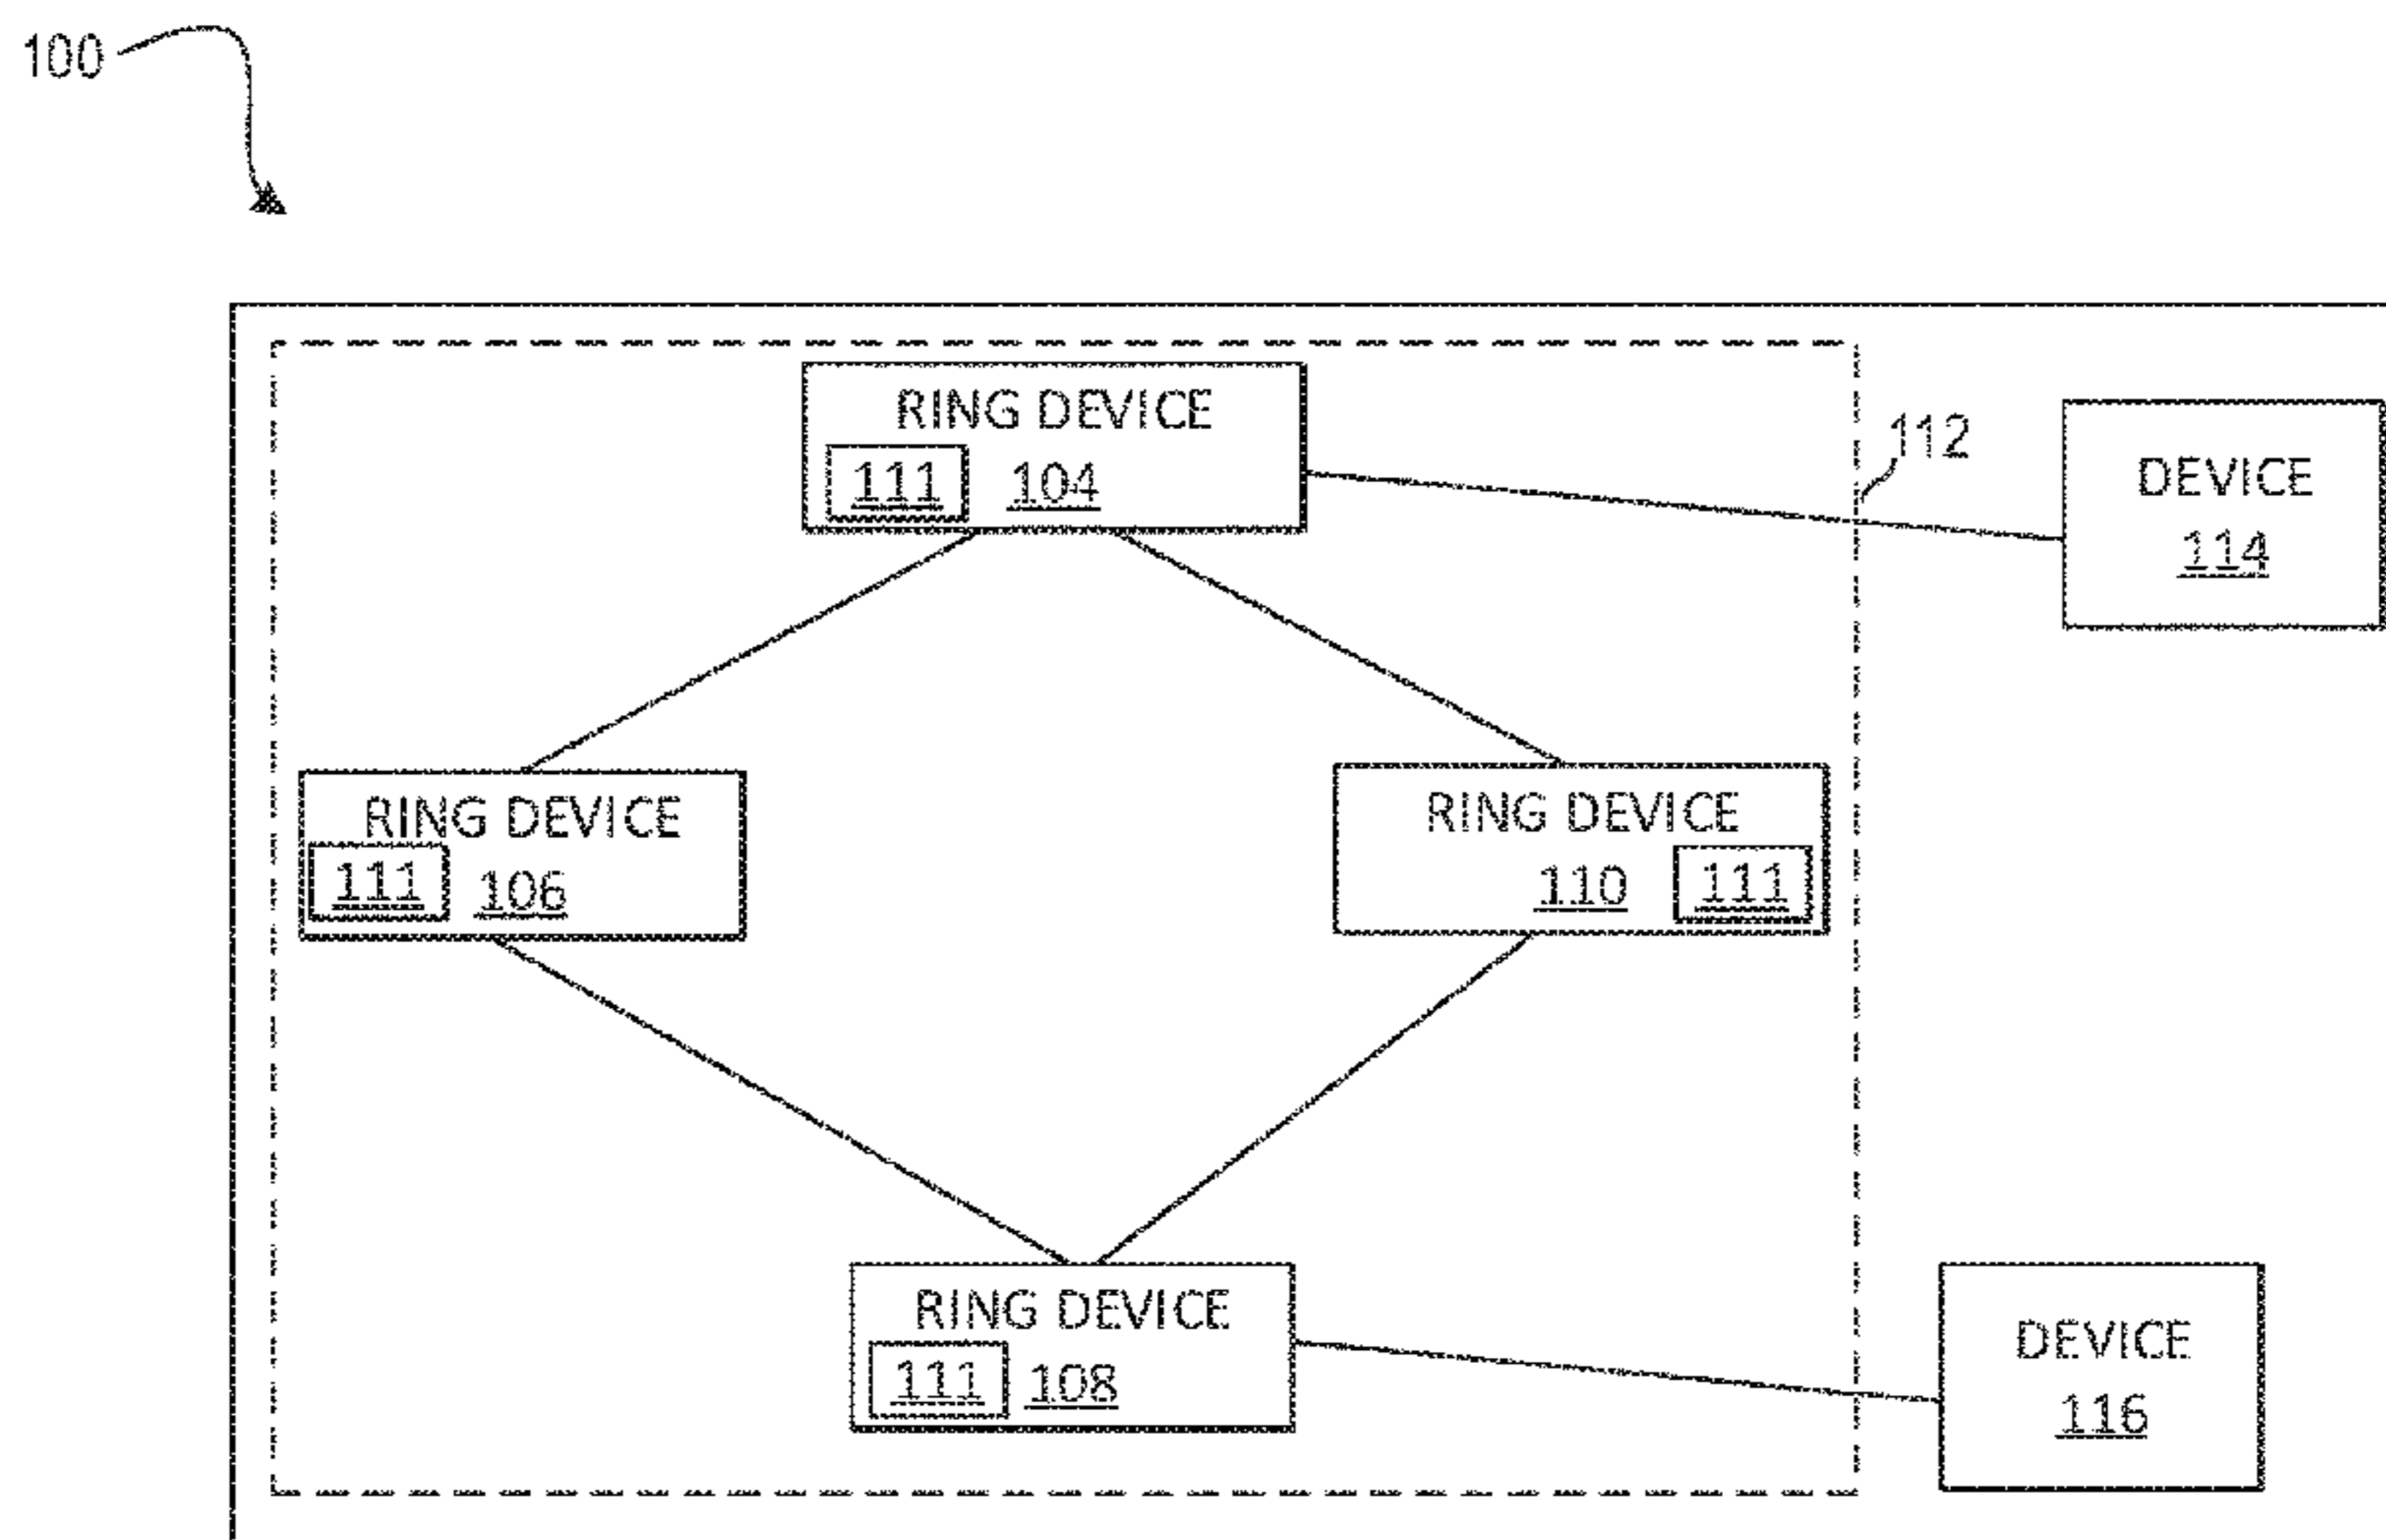 100
RING DEVICE
111 104
112
DEVICE
114
RING DEVICE
111 106
RING DEVICE
110 111
RING DEVICE
111 108
DEVICE
116